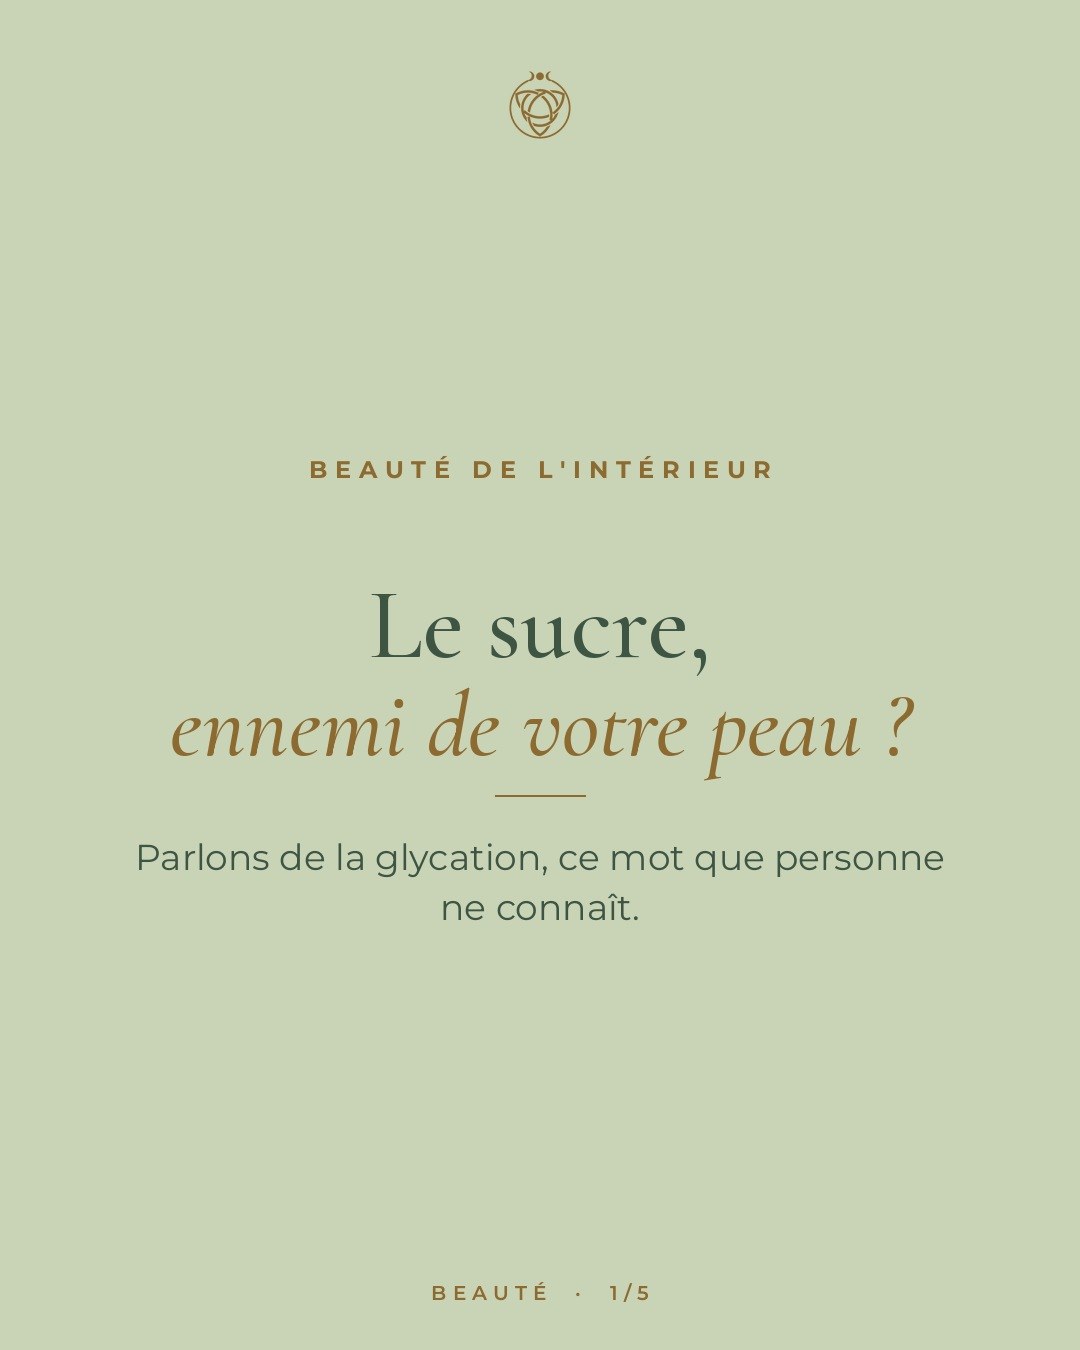 BEAUTÉ DE L'INTÉRIEUR
Le sucre,
ennemi de votre peau ?
Parlons de la glycation, ce mot que personne
ne connaît.
BEAUTÉ · 1/5